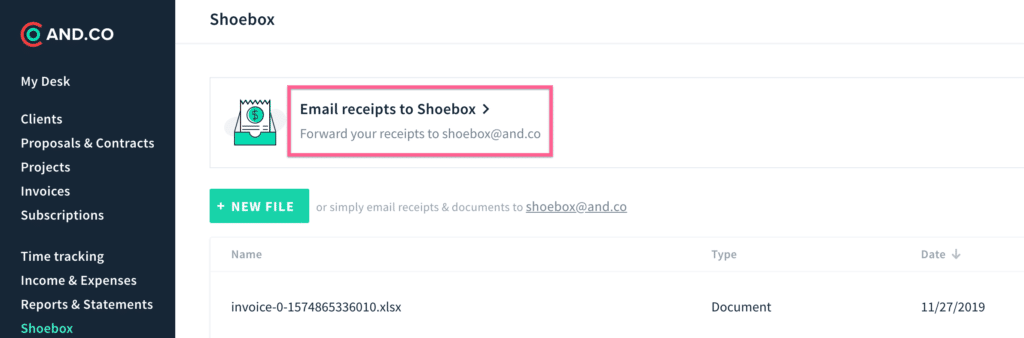 AND.CO
My Desk
Clients
Proposals & Contracts
Projects
Invoices
Subscriptions
Time tracking
Income & Expenses
Reports & Statements
Shoebox
Shoebox
$
Email receipts to Shoebox >
Forward your receipts to shoebox@and.co
+ NEW FILE or simply email receipts & documents to shoebox@and.co
Name Type Date ↓
invoice-0-1574865336010.xlsx Document 11/27/2019